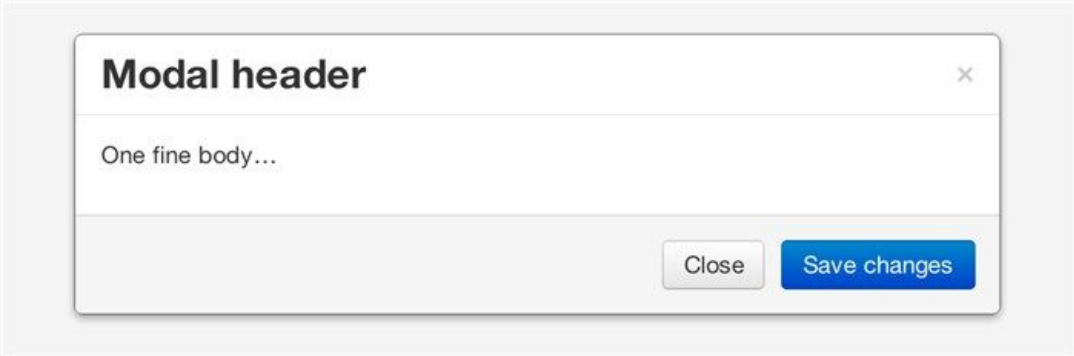 Modal header ×
One fine body…
Close Save changes